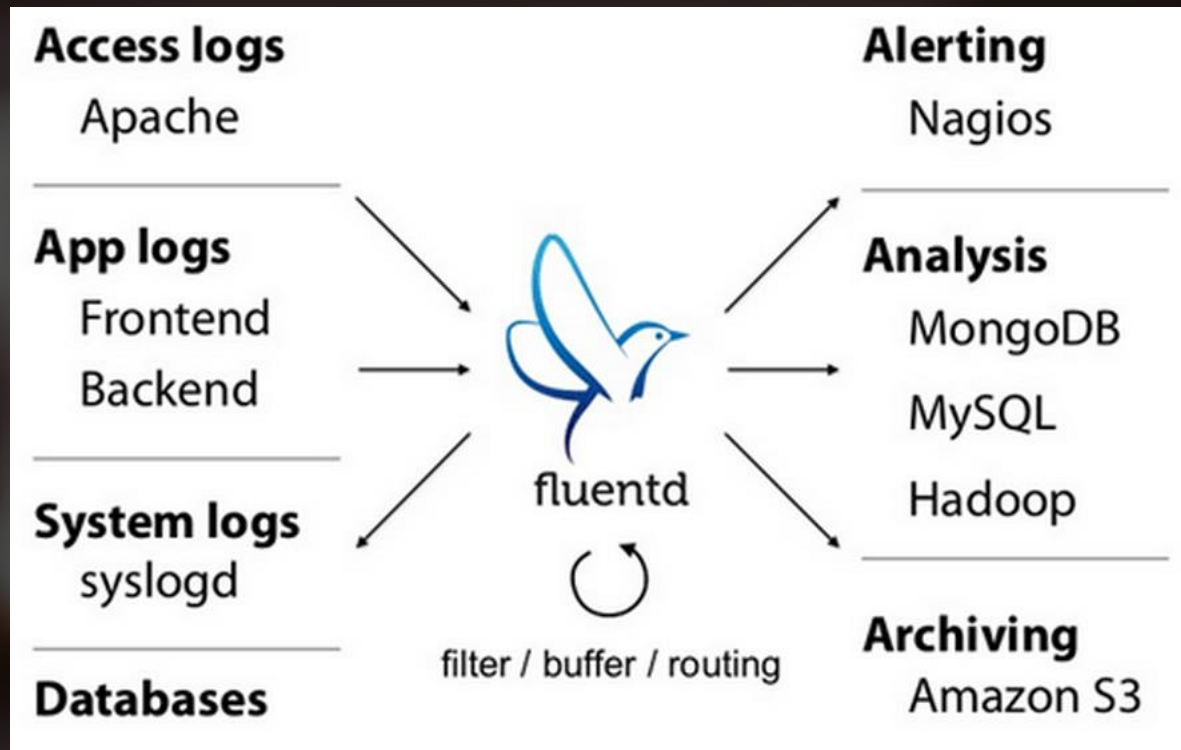 Access logs
Apache
App logs
Frontend
Backend
System logs
syslogd
Databases
fluentd
filter / buffer / routing
Alerting
Nagios
Analysis
MongoDB
MySQL
Hadoop
Archiving
Amazon S3